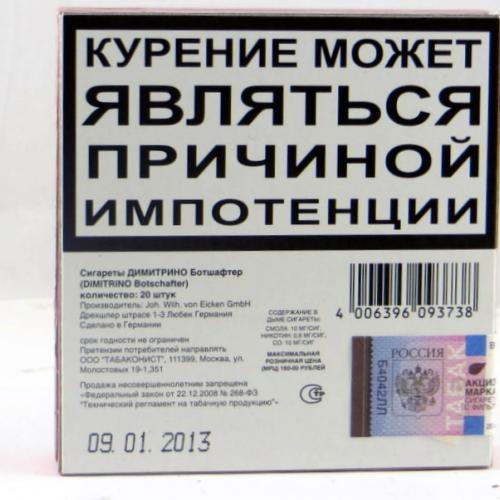 КУРЕНИЕ МОЖЕТ
ЯВЛЯТЬСЯ
ПРИЧИНОЙ
ИМПОТЕНЦИИ
Сигареты ДИМИТРИНО Ботшафтер
(DIMITRINO Botschafter)
количество: 20 штук
Производитель: Joh. Wilh. von Eicken GmbH
Дрекшлер штрасе 1-3 Любек Германия
Сделано в Германии
срок годности не ограничен
Претензии потребителей направлять
ООО "ТАБАКОНИСТ", 111399, Москва, ул.
Молостовых 19-1,351
Продажа несовершеннолетним запрещена
«Федеральный закон от 22.12.2008 № 268-ФЗ
"Технический регламент на табачную продукцию"»
09.01.2013
СОДЕРЖАНИЕ В
ДЫМЕ СИГАРЕТЫ:
СМОЛА: 10 МГ/СИГ,
НИКОТИН: 0,8 МГ/СИГ,
СО: 10 МГ/СИГ
МАКСИМАЛЬНАЯ
РОЗНИЧНАЯ ЦЕНА
(МРЦ) 160-00 РУБЛЕЙ
4 006396 093738
РОССИЯ
ТАБАК
АКЦИ
МАРКА
СИГАРЕТ